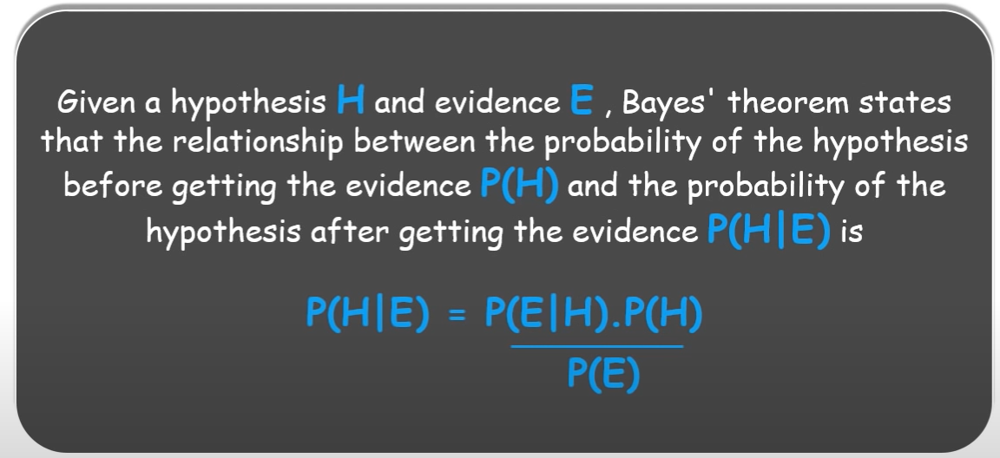 Given a hypothesis H and evidence E , Bayes' theorem states
that the relationship between the probability of the hypothesis
before getting the evidence P(H) and the probability of the
hypothesis after getting the evidence P(H|E) is
P(H|E) = P(E|H).P(H)
P(E)